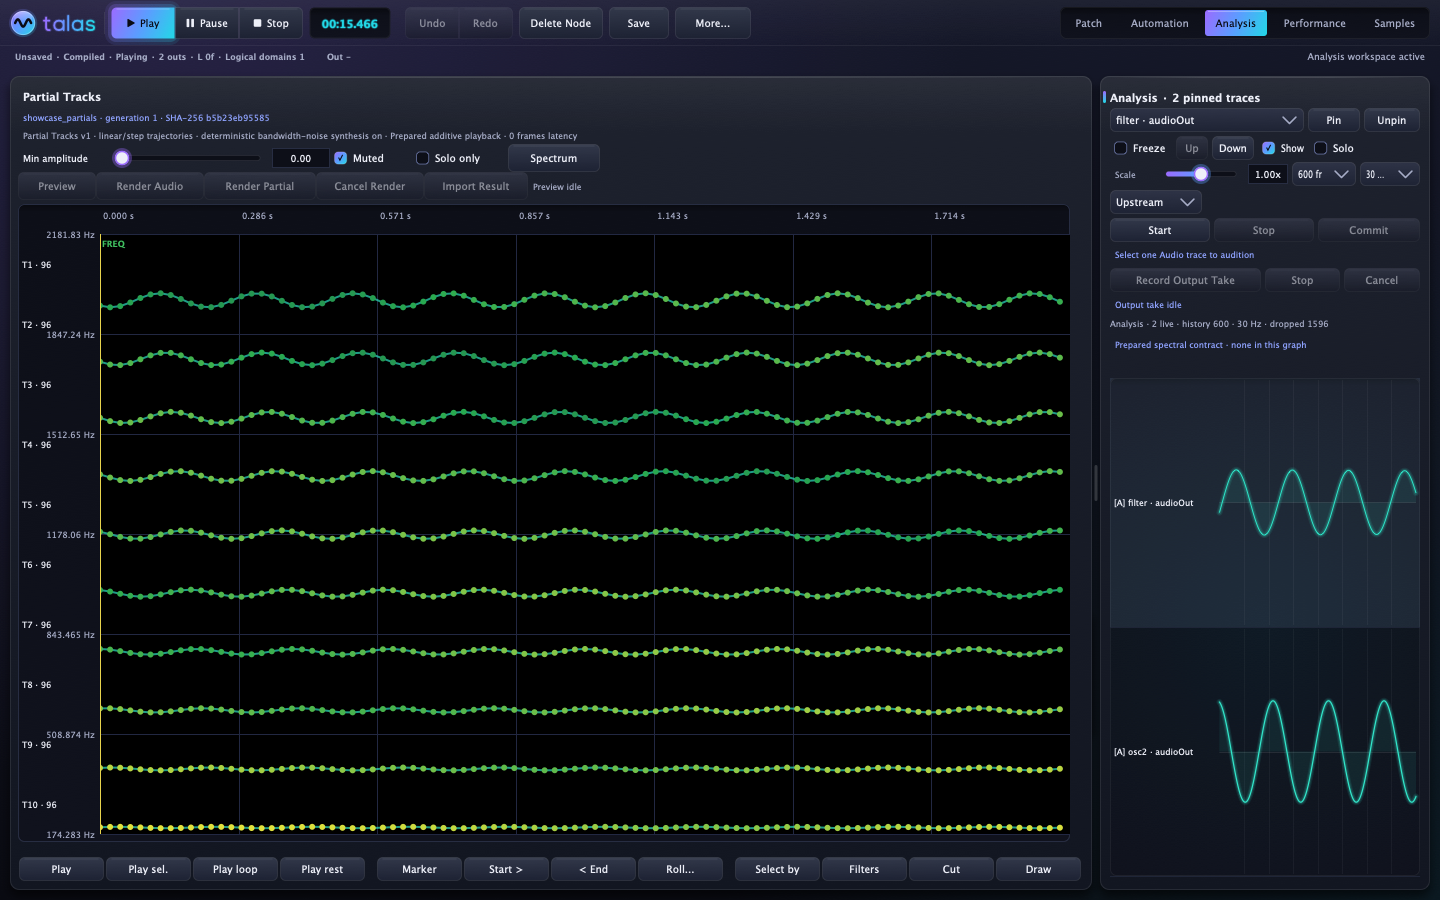 talas Play Pause Stop 00:15.466 Undo Redo Delete Node Save More... Patch Automation Analysis Performance Samples
Unsaved · Compiled · Playing · 2 outs · L 0f · Logical domains 1 Out - Analysis workspace active
Partial Tracks
showcase_partials · generation 1 · SHA-256 b5b23eb95585
Partial Tracks v1 · linear/step trajectories · deterministic bandwidth-noise synthesis on · Prepared additive playback · 0 frames latency
Min amplitude 0.00 Muted Solo only Spectrum
Preview Render Audio Render Partial Cancel Render Import Result Preview idle
0.000 s 0.286 s 0.571 s 0.857 s 1.143 s 1.429 s 1.714 s
2181.83 Hz
FREQ
T1 · 96
T2 · 96
1847.24 Hz
T3 · 96
1512.65 Hz
T4 · 96
T5 · 96
1178.06 Hz
T6 · 96
T7 · 96
843.465 Hz
T8 · 96
508.874 Hz
T9 · 96
T10 · 96
174.283 Hz
Play Play sel. Play loop Play rest Marker Start > < End Roll... Select by Filters Cut Draw
Analysis · 2 pinned traces
filter · audioOut Pin Unpin
Freeze Up Down Show Solo
Scale 1.00x 600 fr 30 ...
Upstream
Start Stop Commit
Select one Audio trace to audition
Record Output Take Stop Cancel
Output take idle
Analysis · 2 live · history 600 · 30 Hz · dropped 1596
Prepared spectral contract · none in this graph
[A] filter · audioOut
[A] osc2 · audioOut